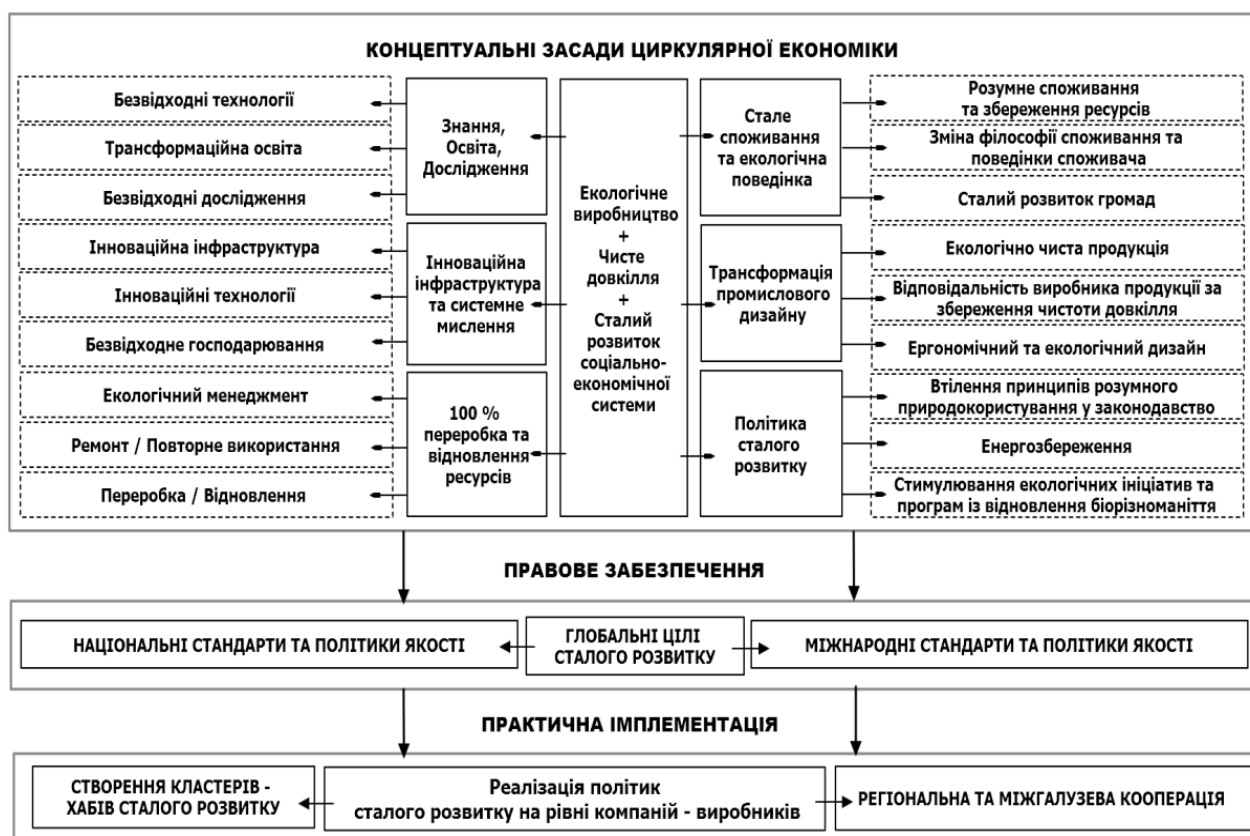 КОНЦЕПТУАЛЬНІ ЗАСАДИ ЦИРКУЛЯРНОЇ ЕКОНОМІКИ
Безвідходні технології
Трансформаційна освіта
Безвідходні дослідження
Інноваційна інфраструктура
Інноваційні технології
Безвідходне господарювання
Екологічний менеджмент
Ремонт / Повторне використання
Переробка / Відновлення
Знання,
Освіта,
Дослідження
Інноваційна
інфраструктура
та системне
мислення
100 %
переробка та
відновлення
ресурсів
Екологічне
виробництво
+
Чисте
довкілля
+
Сталий
розвиток
соціально-
економічної
системи
Стале
споживання
та екологічна
поведінка
Трансформація
промислового
дизайну
Політика
сталого
розвитку
Розумне споживання
та збереження ресурсів
Зміна філософії споживання та
поведінки споживача
Сталий розвиток громад
Екологічно чиста продукція
Відповідальність виробника продукції за
збереження чистоти довкілля
Ергономічний та екологічний дизайн
Втілення принципів розумного
природокористування у законодавство
Енергозбереження
Стимулювання екологічних ініціатив та
програм із відновлення біорізноманіття
ПРАВОВЕ ЗАБЕЗПЕЧЕННЯ
НАЦІОНАЛЬНІ СТАНДАРТИ ТА ПОЛІТИКИ ЯКОСТІ
ГЛОБАЛЬНІ ЦІЛІ
СТАЛОГО РОЗВИТКУ
МІЖНАРОДНІ СТАНДАРТИ ТА ПОЛІТИКИ ЯКОСТІ
ПРАКТИЧНА ІМПЛЕМЕНТАЦІЯ
СТВОРЕННЯ КЛАСТЕРІВ -
ХАБІВ СТАЛОГО РОЗВИТКУ
Реалізація політик
сталого розвитку на рівні компаній - виробників
РЕГІОНАЛЬНА ТА МІЖГАЛУЗЕВА КООПЕРАЦІЯ